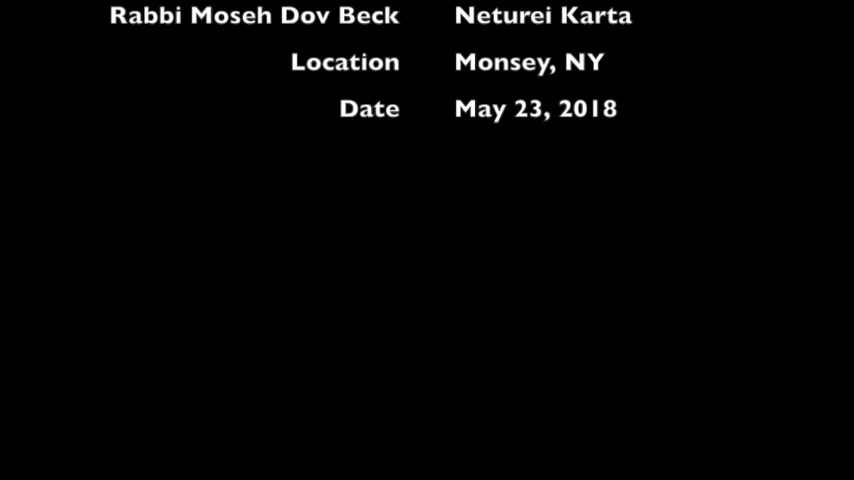 Rabbi Moseh Dov Beck Neturei Karta
Location Monsey, NY
Date May 23, 2018